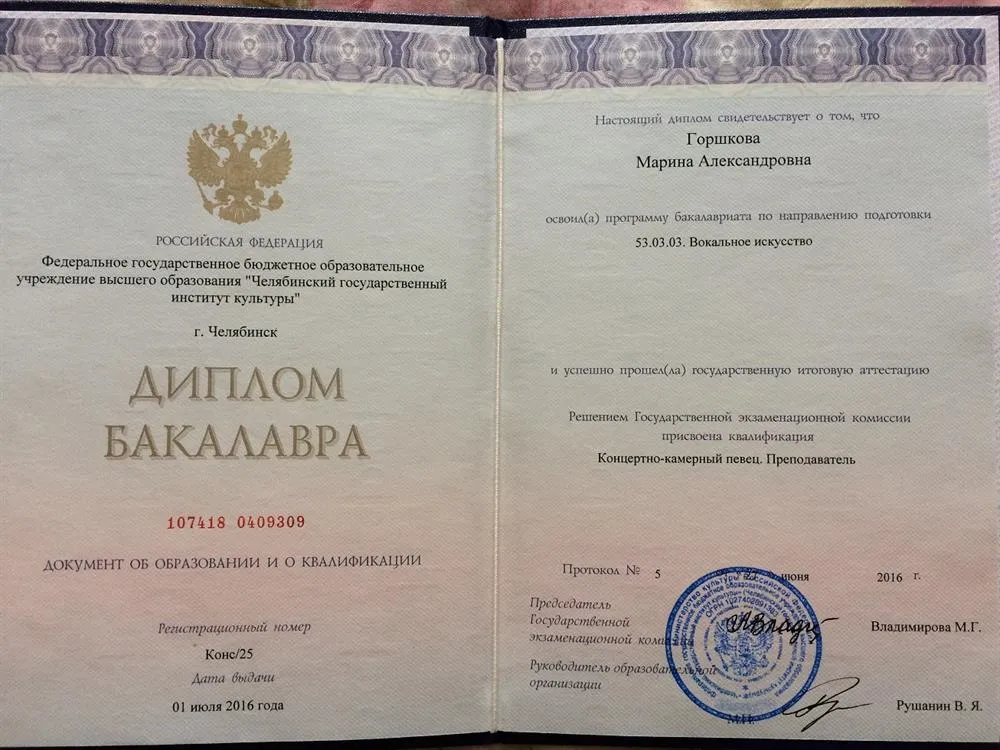 РОССИЙСКАЯ ФЕДЕРАЦИЯ
Федеральное государственное бюджетное образовательное
учреждение высшего образования "Челябинский государственный
институт культуры"
г. Челябинск
ДИПЛОМ
БАКАЛАВРА
107418 0409309
ДОКУМЕНТ ОБ ОБРАЗОВАНИИ И О КВАЛИФИКАЦИИ
Регистрационный номер
Конс/25
Дата выдачи
01 июля 2016 года
Настоящий диплом свидетельствует о том, что
Горшкова
Марина Александровна
освоил(а) программу бакалавриата по направлению подготовки
53.03.03. Вокальное искусство
и успешно прошел(ла) государственную итоговую аттестацию
Решением Государственной экзаменационной комиссии
присвоена квалификация
Концертно-камерный певец. Преподаватель
Протокол № 5 июня 2016 г.
Председатель
Государственной
экзаменационной Владимирова М.Г.
Руководитель образовательной
организации
Рушанин В. Я.
М.П.